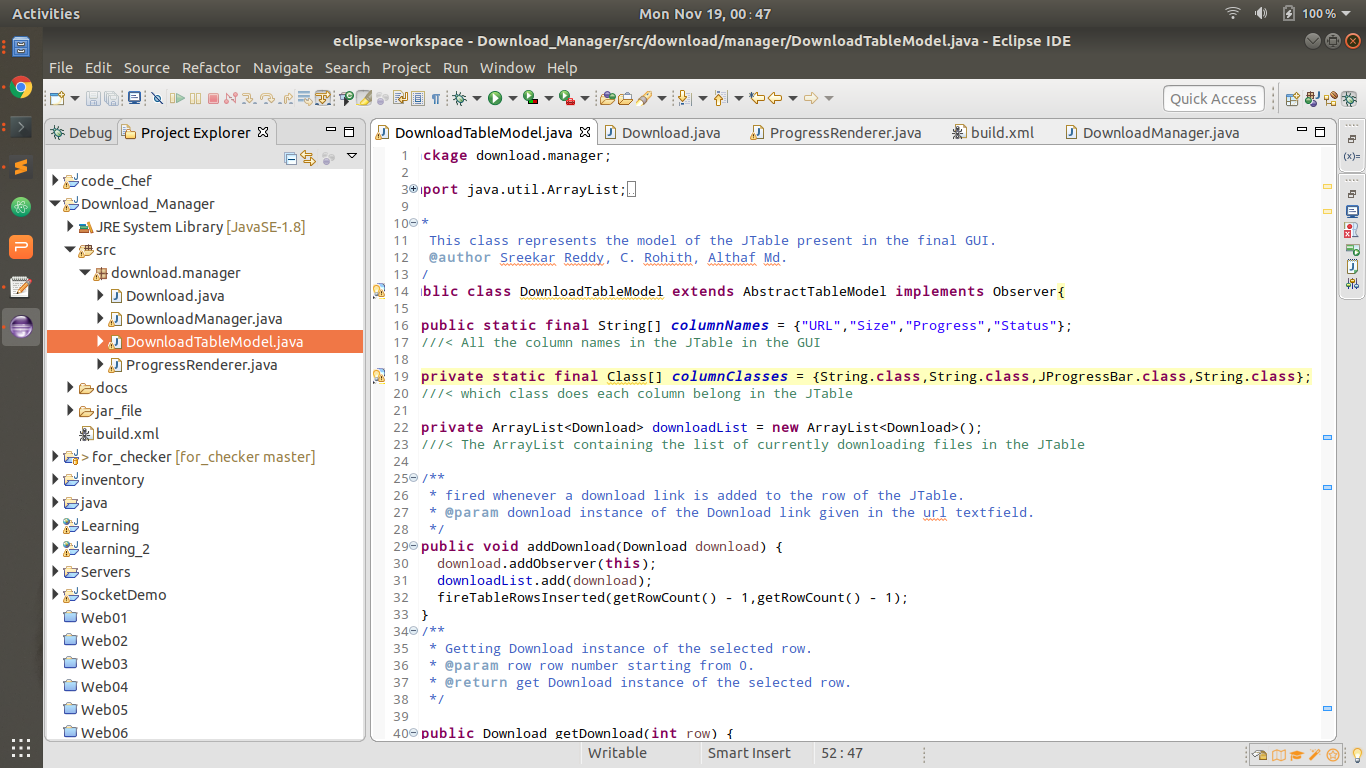 Activities
Mon Nov 19, 00:47
100%
eclipse-workspace - Download_Manager/src/download/manager/DownloadTableModel.java - Eclipse IDE
File Edit Source Refactor Navigate Search Project Run Window Help
Quick Access
Debug Project Explorer
code_Chef
Download_Manager
JRE System Library [JavaSE-1.8]
src
download.manager
Download.java
DownloadManager.java
DownloadTableModel.java
ProgressRenderer.java
docs
jar_file
build.xml
> for_checker [for_checker master]
inventory
java
Learning
learning_2
Servers
SocketDemo
Web01
Web02
Web03
Web04
Web05
Web06
DownloadTableModel.java Download.java ProgressRenderer.java build.xml DownloadManager.java
1 ckage download.manager;
2
3 port java.util.ArrayList;
9
10 *
11 This class represents the model of the JTable present in the final GUI.
12 @author Sreekar Reddy, C. Rohith, Althaf Md.
13 /
14 blic class DownloadTableModel extends AbstractTableModel implements Observer{
15
16 public static final String[] columnNames = {"URL","Size","Progress","Status"};
17 ///< All the column names in the JTable in the GUI
18
19 private static final Class[] columnClasses = {String.class,String.class,JProgressBar.class,String.class};
20 ///< which class does each column belong in the JTable
21
22 private ArrayList<Download> downloadList = new ArrayList<Download>();
23 ///< The ArrayList containing the list of currently downloading files in the JTable
24
25 /**
26 * fired whenever a download link is added to the row of the JTable.
27 * @param download instance of the Download link given in the url textfield.
28 */
29 public void addDownload(Download download) {
30 download.addObserver(this);
31 downloadList.add(download);
32 fireTableRowsInserted(getRowCount() - 1,getRowCount() - 1);
33 }
34 /**
35 * Getting Download instance of the selected row.
36 * @param row row number starting from 0.
37 * @return get Download instance of the selected row.
38 */
39
40 public Download getDownload(int row) {
(x)=
Writable Smart Insert 52 : 47